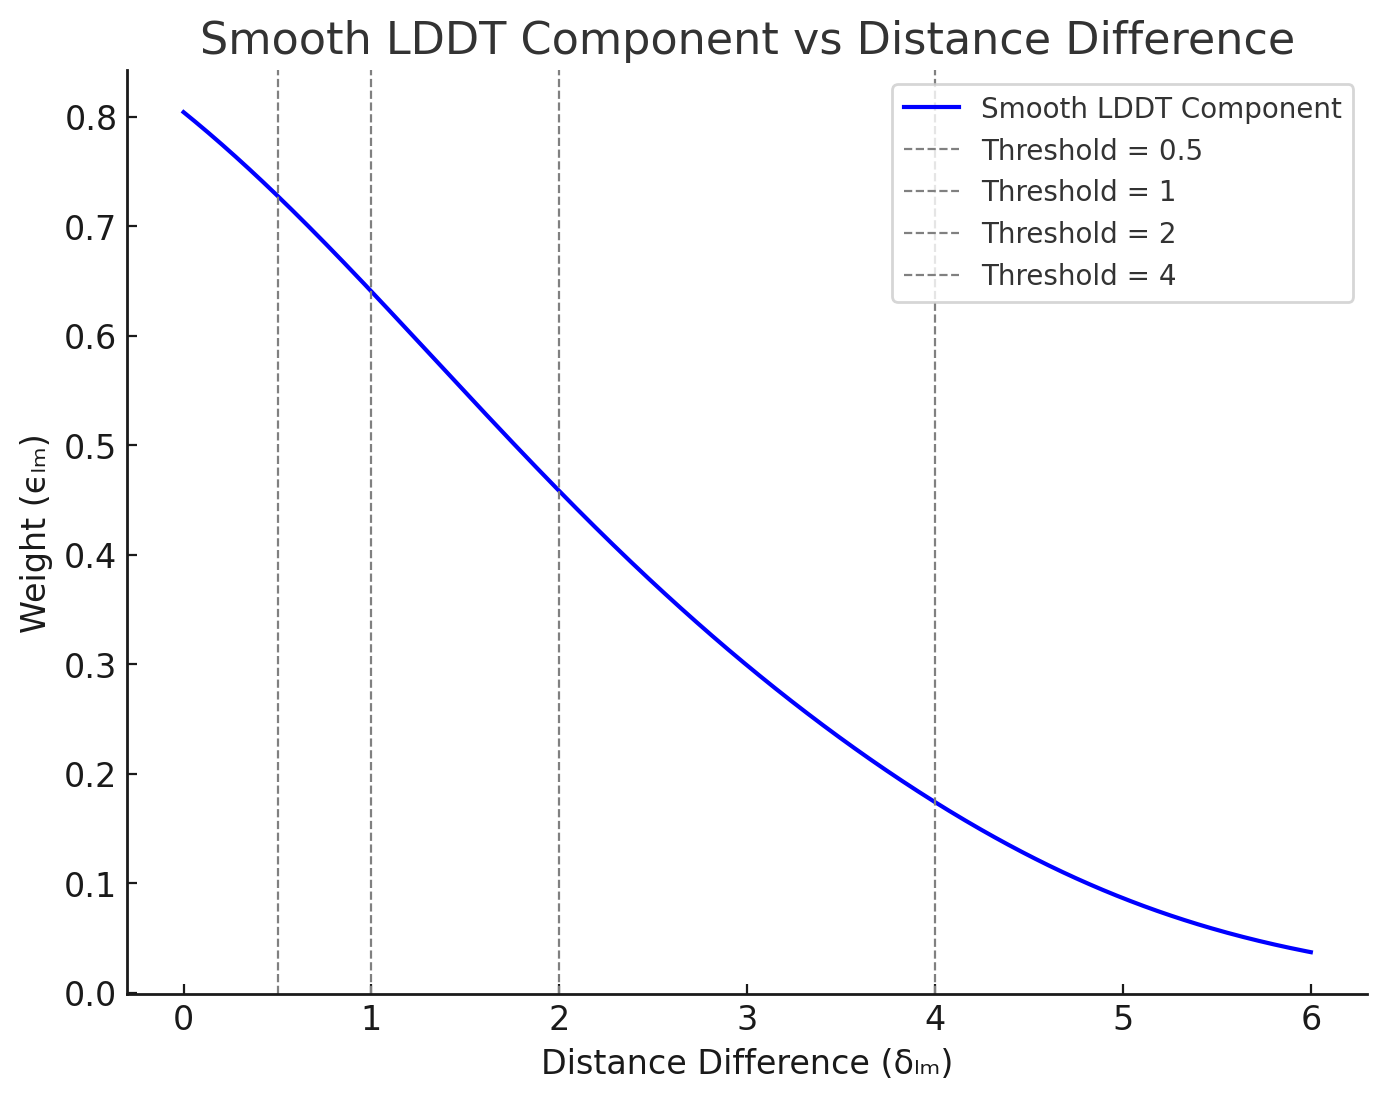 Smooth LDDT Component vs Distance Difference
Smooth LDDT Component
Threshold = 0.5
Threshold = 1
Threshold = 2
Threshold = 4
0.8
0.7
0.6
0.5
0.4
0.3
0.2
0.1
0.0
Weight (ϵₗₘ)
0 1 2 3 4 5 6
Distance Difference (δₗₘ)